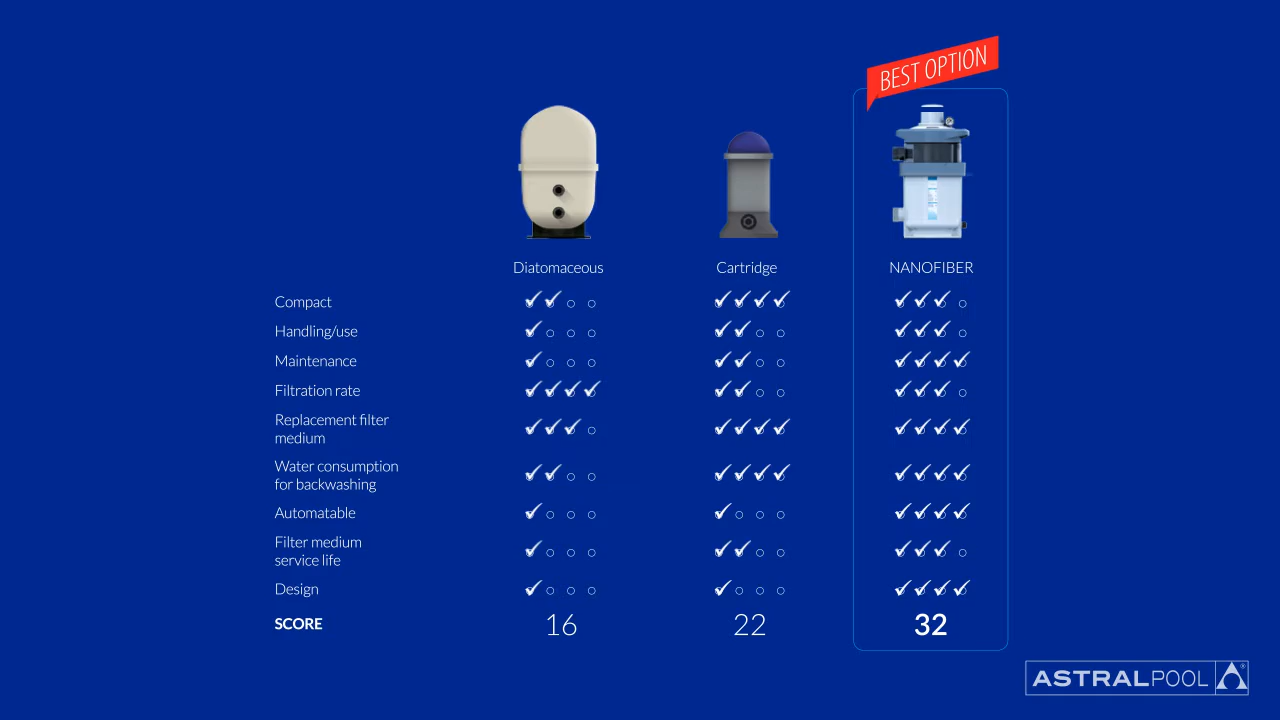 BEST OPTION
Diatomaceous Cartridge NANOFIBER
Compact ✓✓○○ ✓✓✓✓ ✓✓✓○
Handling/use ✓○○○ ✓✓○○ ✓✓✓○
Maintenance ✓○○○ ✓✓○○ ✓✓✓✓
Filtration rate ✓✓✓✓ ✓✓○○ ✓✓✓○
Replacement filter
medium ✓✓✓○ ✓✓✓✓ ✓✓✓✓
Water consumption
for backwashing ✓✓○○ ✓✓✓✓ ✓✓✓✓
Automatable ✓○○○ ✓○○○ ✓✓✓✓
Filter medium
service life ✓○○○ ✓✓○○ ✓✓✓○
Design ✓○○○ ✓○○○ ✓✓✓✓
SCORE 16 22 32
ASTRALPOOL ®